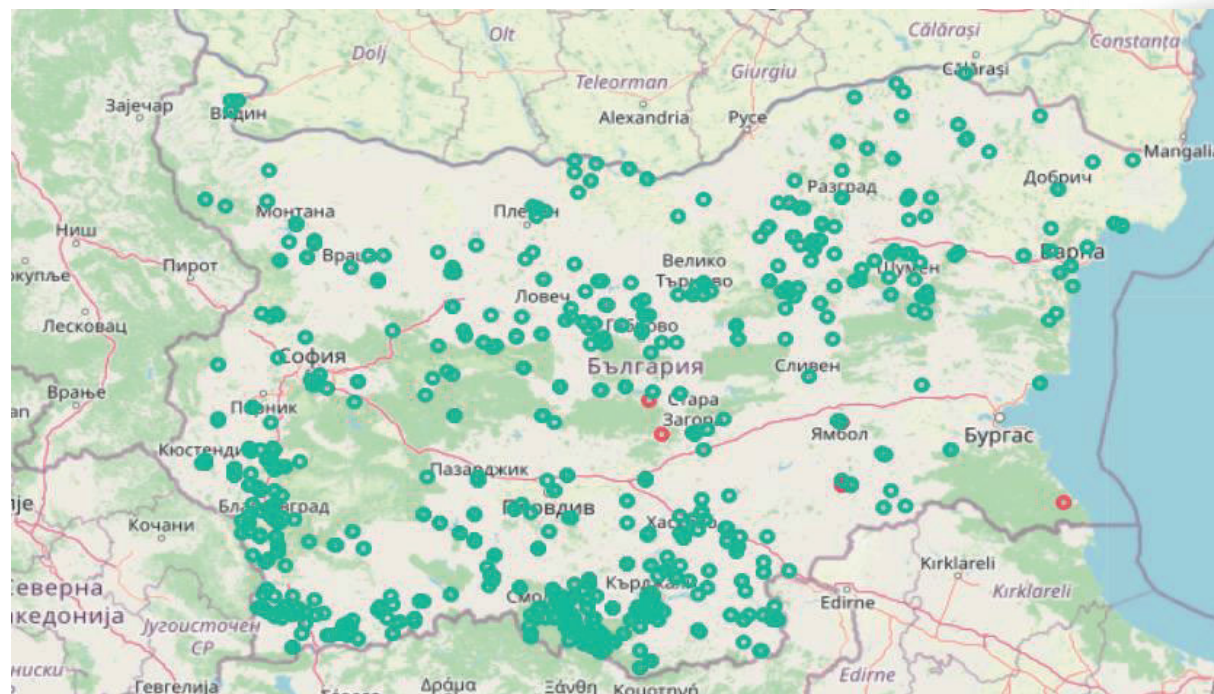 Olt
Dolj
Călărași
Călărași
Constanța
Teleorman
Giurgiu
Alexandria
Русе
Зајечар
Видин
Mangalia
Разград
Добрич
Монтана
Плевен
Ниш
Враца
Варна
Пирот
Шумен
Велико
Търново
Ловеч
Лесковац
Габрово
София
България
Сливен
Врање
Перник
Стара
Загора
Бургас
Ямбол
Кюстендил
Пазарджик
Благоевград
Пловдив
Кочани
Хасково
Kırklareli
Кърджали
Смолян
Edirne
Kırklareli
Југоисточен
СР
Edirne
Гевгелија
Δράμα
Ξάνθη
Κομοτηνή